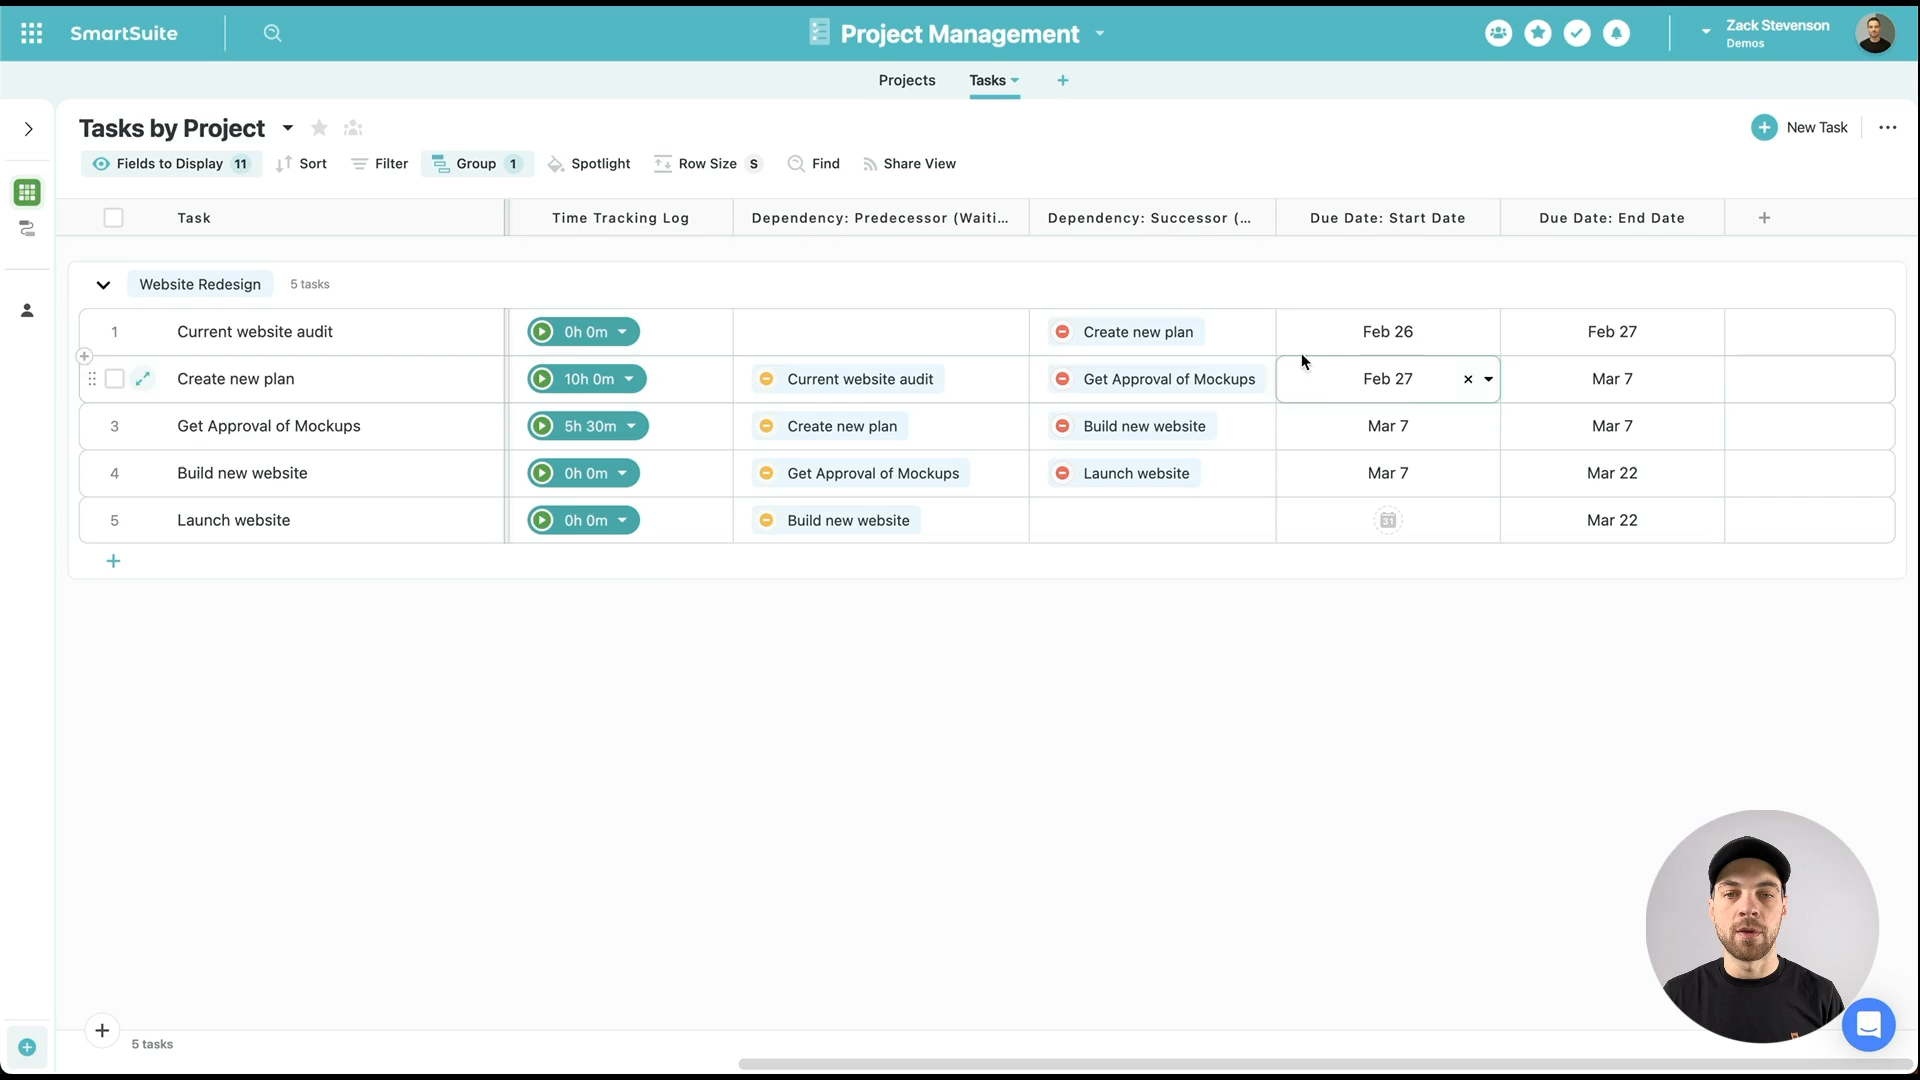 SmartSuite
Project Management
Zack Stevenson
Demos
Projects Tasks +
Tasks by Project
New Task
Fields to Display 11 Sort Filter Group 1 Spotlight Row Size S Find Share View
Task Time Tracking Log Dependency: Predecessor (Waiti... Dependency: Successor (... Due Date: Start Date Due Date: End Date +
Website Redesign 5 tasks
1 Current website audit 0h 0m Create new plan Feb 26 Feb 27
Create new plan 10h 0m Current website audit Get Approval of Mockups Feb 27 Mar 7
3 Get Approval of Mockups 5h 30m Create new plan Build new website Mar 7 Mar 7
4 Build new website 0h 0m Get Approval of Mockups Launch website Mar 7 Mar 22
5 Launch website 0h 0m Build new website 31 Mar 22
+
+
5 tasks